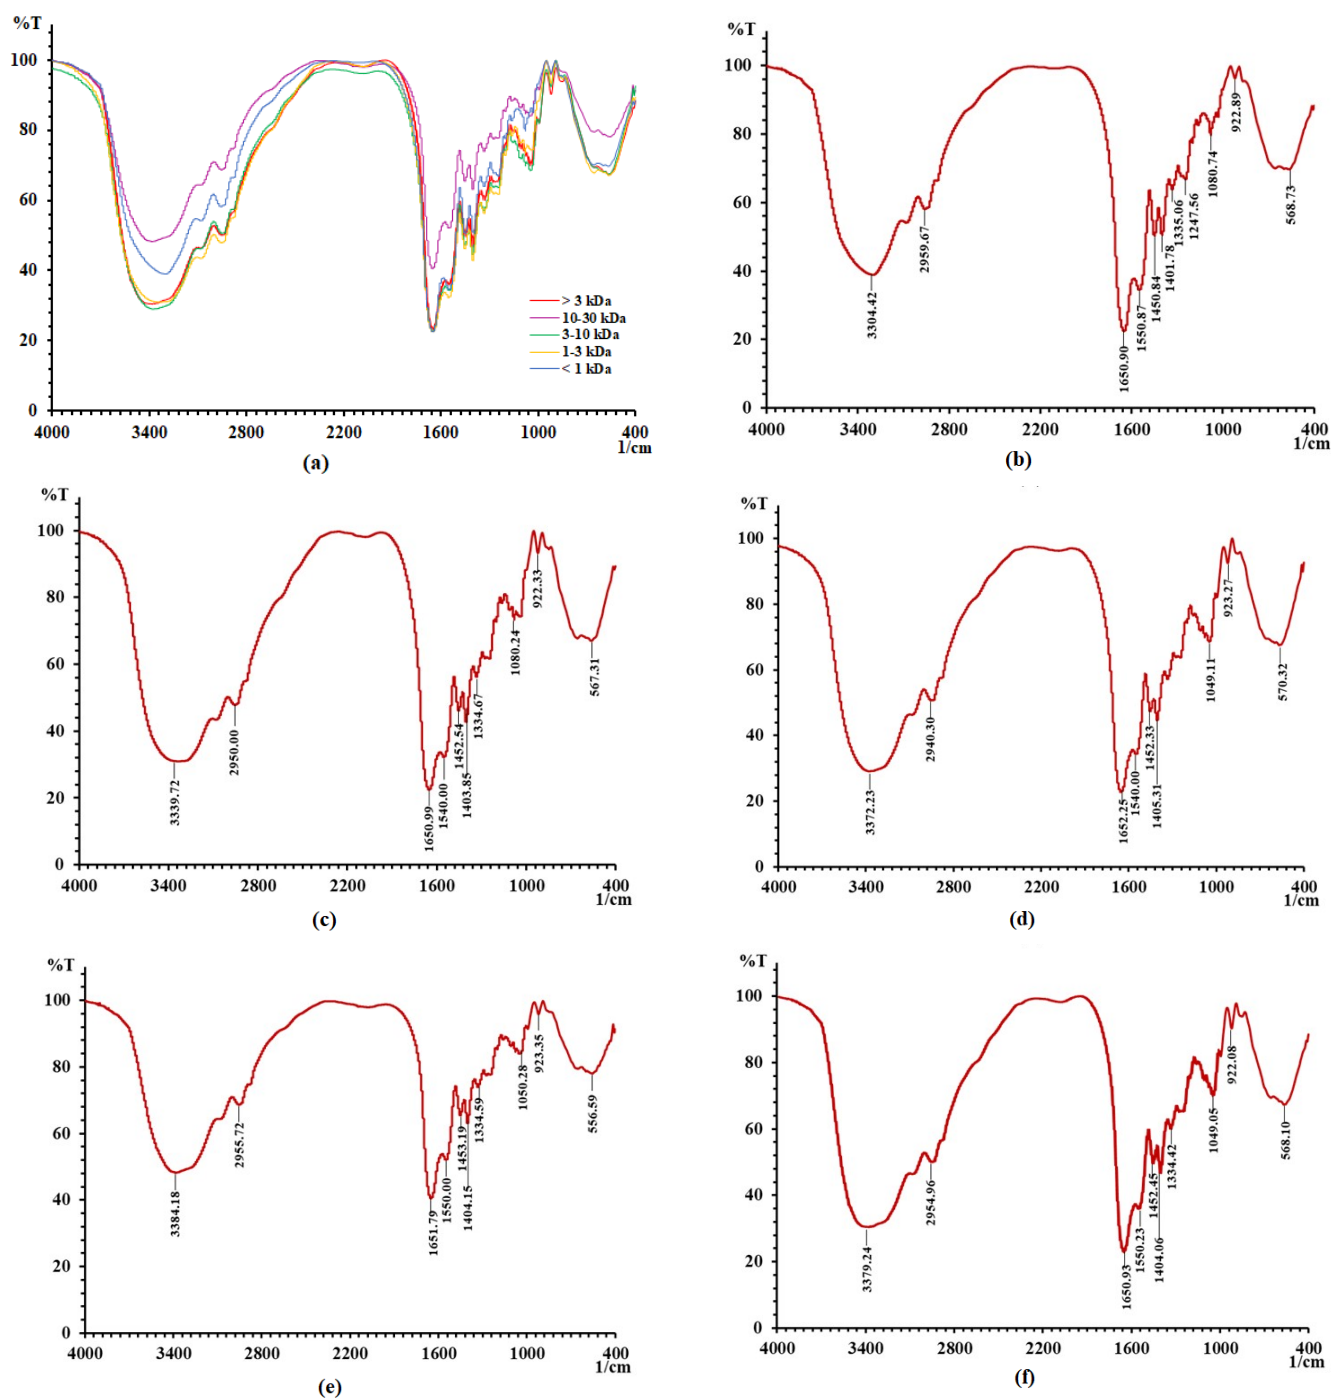 %T
100
80
60
40
20
0
> 3 kDa
10-30 kDa
3-10 kDa
1-3 kDa
< 1 kDa
4000 3400 2800 2200 1600 1000 400
1/cm
(a)
%T
100
80
60
40
20
0
3304.42
2959.67
1650.90
1550.87
1450.84
1401.78
1335.06
1247.56
1080.74
922.89
568.73
4000 3400 2800 2200 1600 1000 400
1/cm
(b)
%T
100
80
60
40
20
0
3339.72
2950.00
1650.99
1540.00
1452.54
1403.85
1334.67
1080.24
922.33
567.31
4000 3400 2800 2200 1600 1000 400
1/cm
(c)
%T
100
80
60
40
20
0
3372.23
2940.30
1652.25
1540.00
1452.33
1405.31
1049.11
923.27
570.32
4000 3400 2800 2200 1600 1000 400
1/cm
(d)
%T
100
80
60
40
20
0
3384.18
2955.72
1651.79
1550.00
1453.19
1404.15
1334.59
1050.28
923.35
556.59
4000 3400 2800 2200 1600 1000 400
1/cm
(e)
%T
100
80
60
40
20
0
3379.24
2954.96
1650.93
1550.23
1452.45
1404.06
1334.42
1049.05
922.08
568.10
4000 3400 2800 2200 1600 1000 400
1/cm
(f)